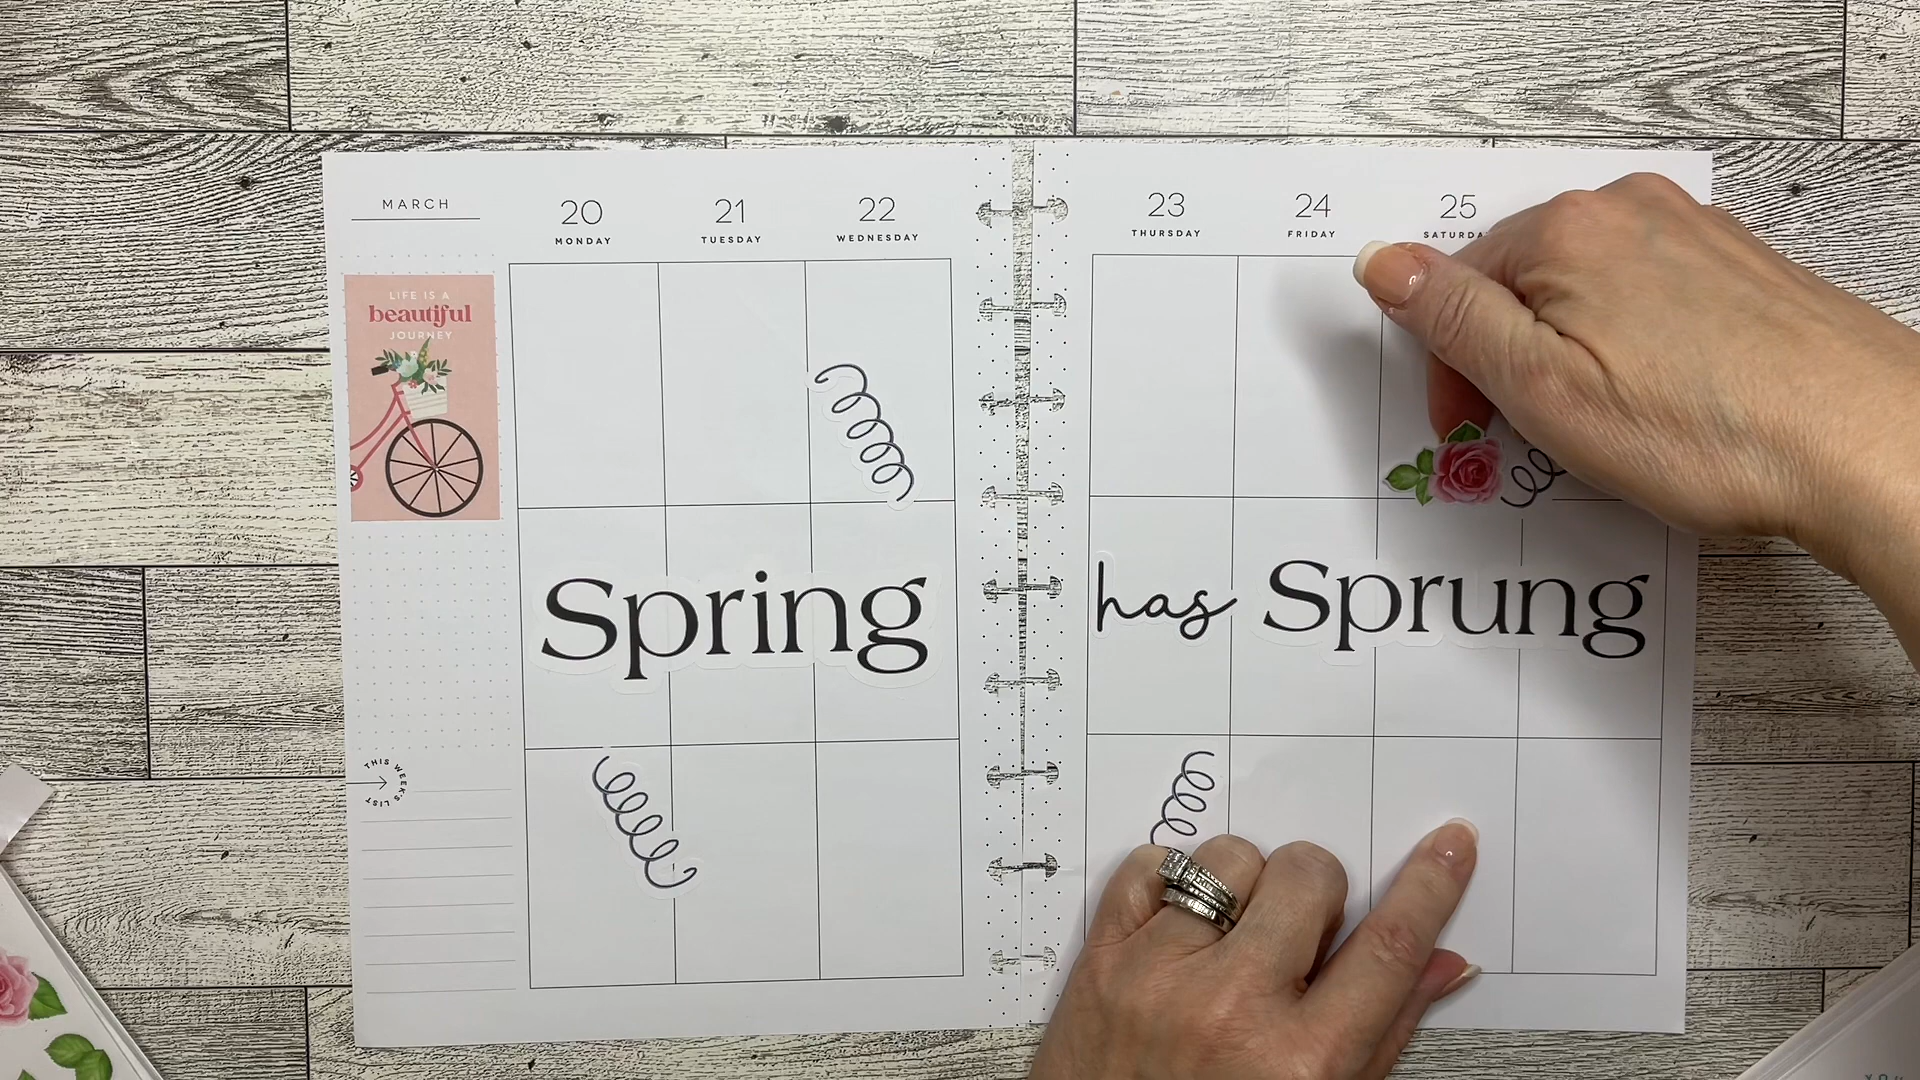 MARCH
20
MONDAY
21
TUESDAY
22
WEDNESDAY
23
THURSDAY
24
FRIDAY
25
LIFE IS A
beautiful
JOURNEY
Spring
has Sprung
THIS WEEK'S LIST